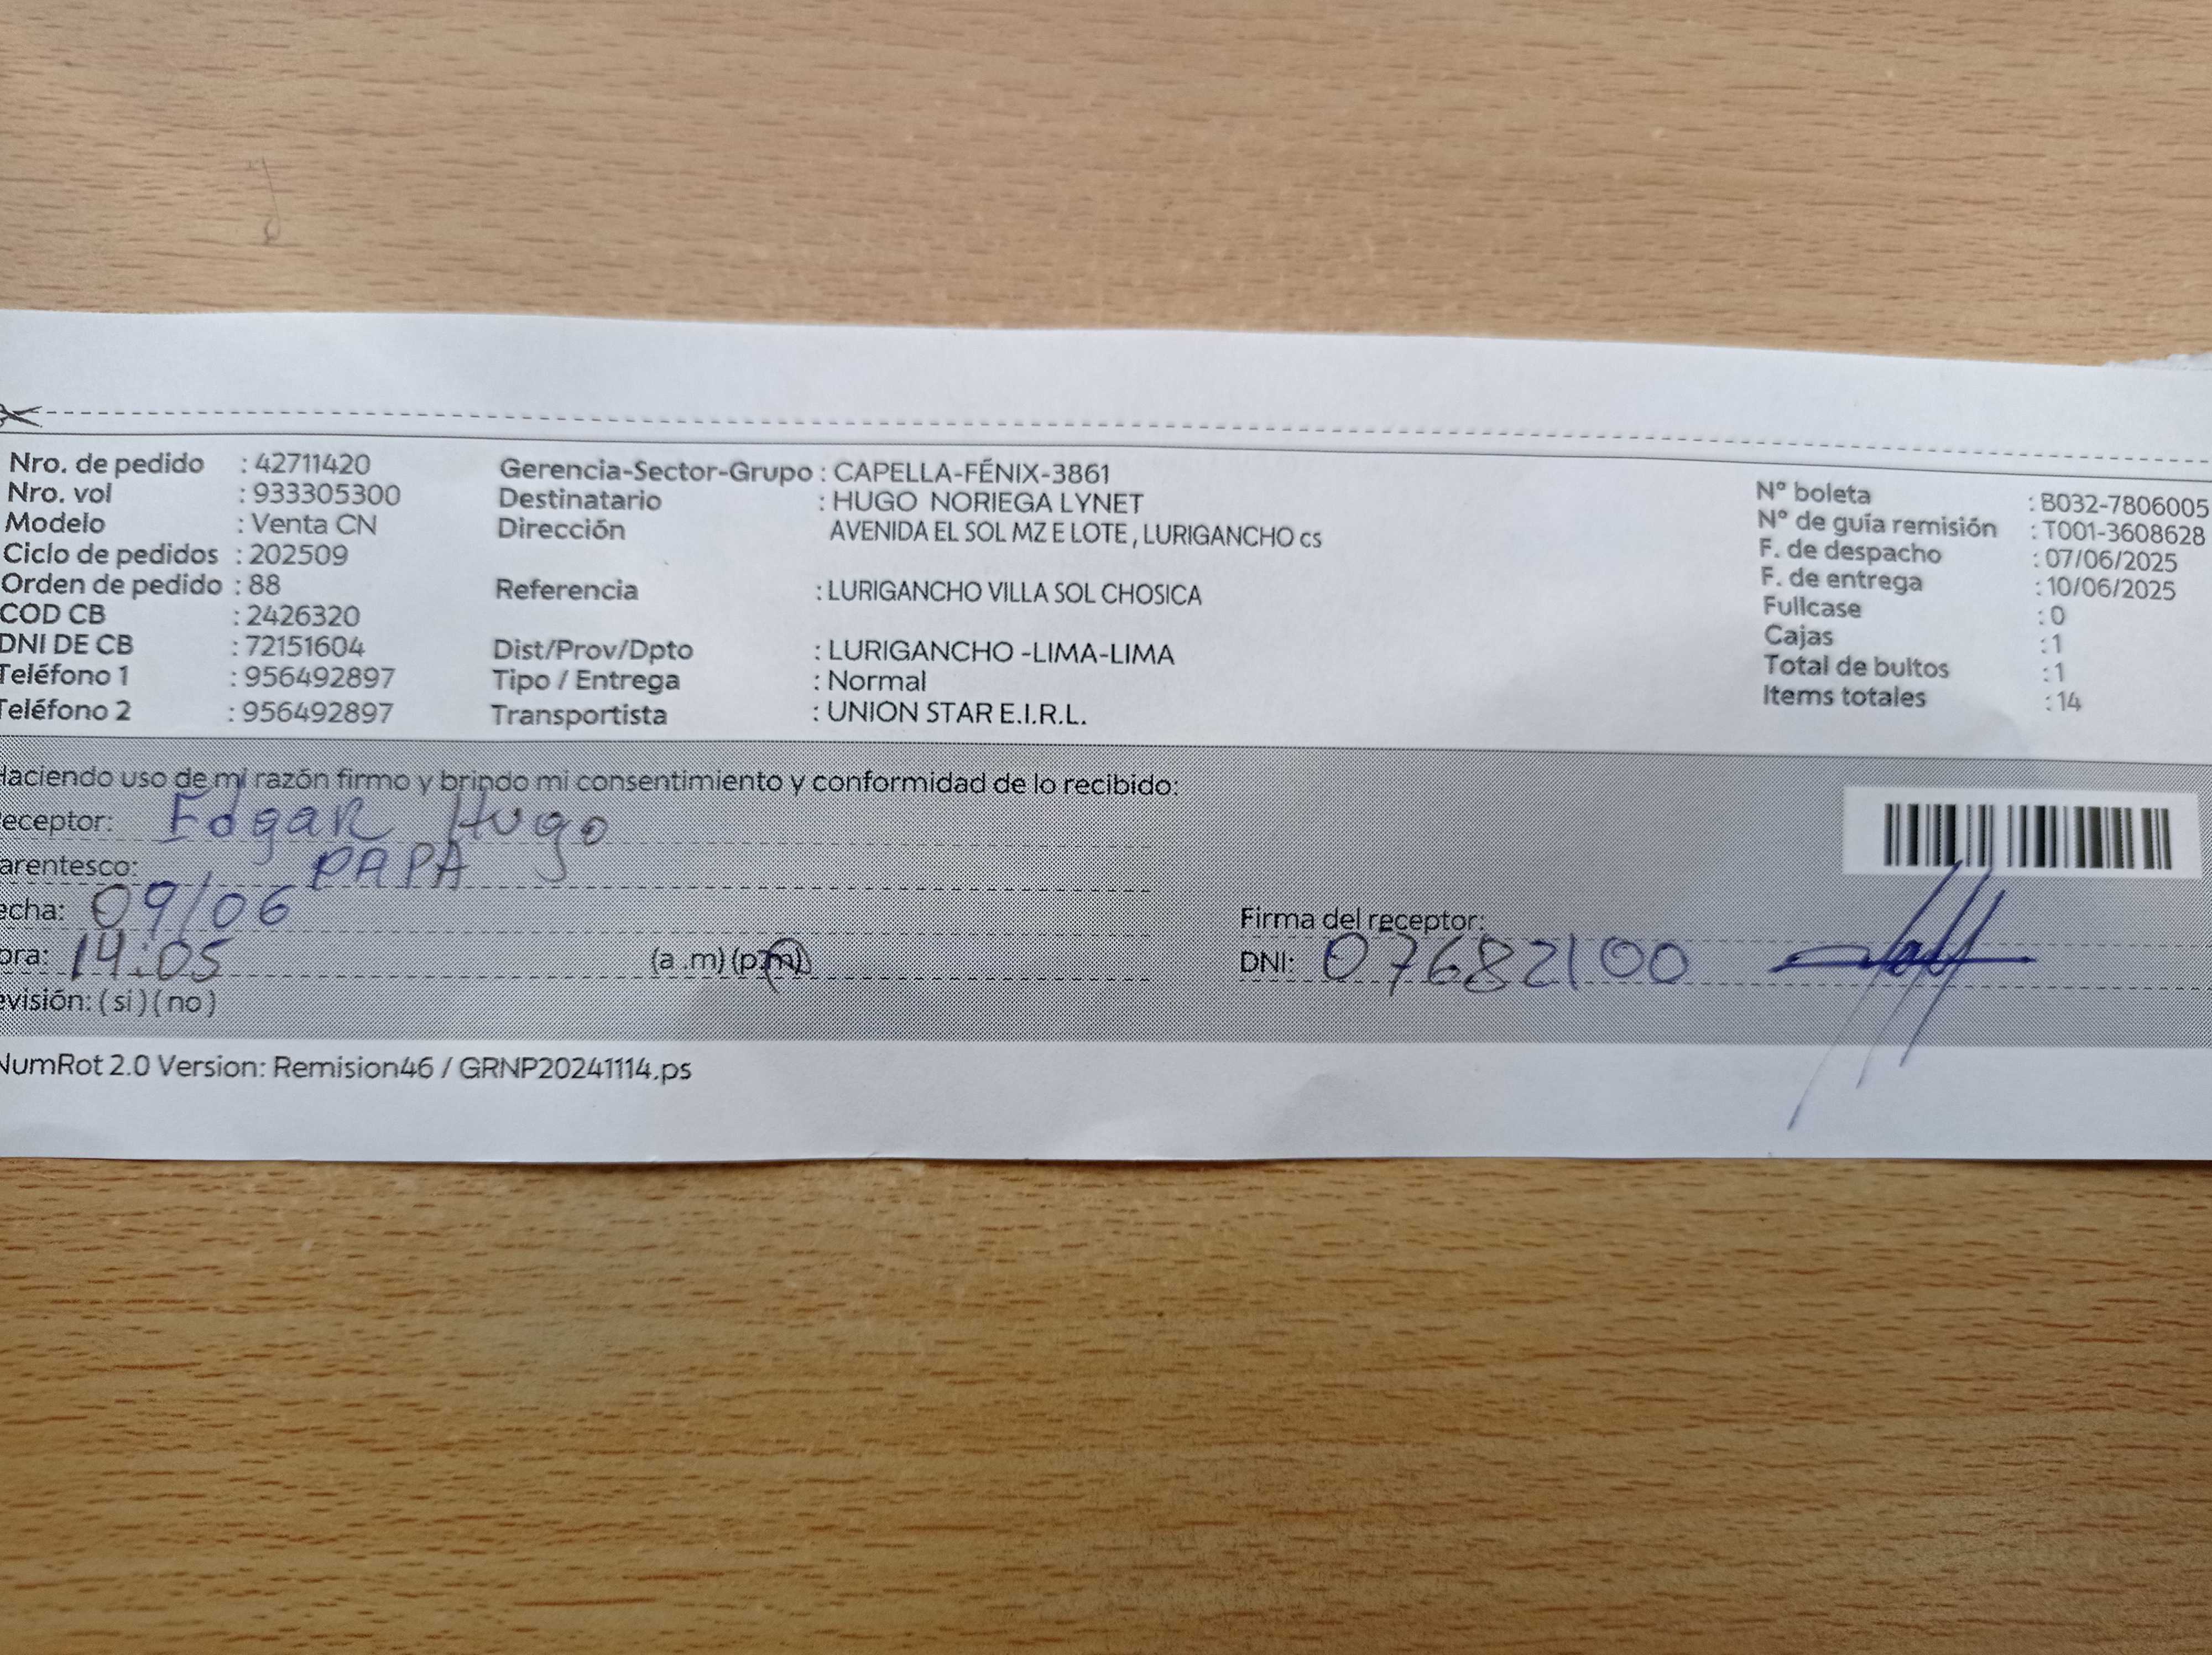 Nro. de pedido : 42711420
Nro. vol : 933305300
Modelo : Venta CN
Ciclo de pedidos : 202509
Orden de pedido : 88
COD CB : 2426320
DNI DE CB : 72151604
Teléfono 1 : 956492897
Teléfono 2 : 956492897
Gerencia-Sector-Grupo : CAPELLA-FÉNIX-3861
Destinatario : HUGO NORIEGA LYNET
Dirección AVENIDA EL SOL MZ E LOTE , LURIGANCHO cs
Referencia : LURIGANCHO VILLA SOL CHOSICA
Dist/Prov/Dpto : LURIGANCHO -LIMA-LIMA
Tipo / Entrega : Normal
Transportista : UNION STAR E.I.R.L.
N° boleta : B032-7806005
N° de guía remisión : T001-3608628
F. de despacho : 07/06/2025
F. de entrega : 10/06/2025
Fullcase : 0
Cajas : 1
Total de bultos : 1
Items totales : 14
Haciendo uso de mi razón firmo y brindo mi consentimiento y conformidad de lo recibido:
eceptor: Edgar Hugo
arentesco: PAPA
echa: 09/06
ora: 14:05 (a .m) (p.m)
evisión: ( si ) ( no )
Firma del receptor:
DNI: 07682100
NumRot 2.0 Version: Remision46 / GRNP20241114.ps